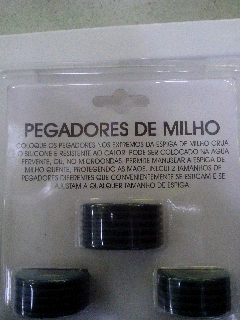 PEGADORES DE MILHO
COLOQUE OS PEGADORES NOS EXTREMOS DA ESPIGA DE MILHO CRUA.
O SILICONE E RESISTENTE AO CALOR. PODE SER COLOCADO NA AGUA
FERVENTE, OU, NO MICROONDAS, PERMITE MANUSEAR A ESPIGA DE
MILHO QUENTE, PROTEGENDO AS MAOS. INLCUI 2 TAMANHOS DE
PEGADORES DIFERENTES QUE CONVENIENTEMENTE SE ESTICAM E SE
AJUSTAM A QUALQUER TAMANHO DE ESPIGA